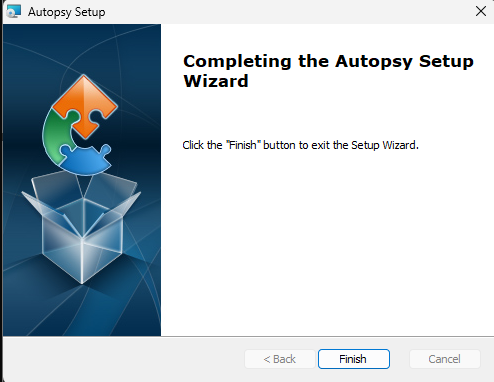 Autopsy Setup
Completing the Autopsy Setup
Wizard
Click the "Finish" button to exit the Setup Wizard.
< Back
Finish
Cancel